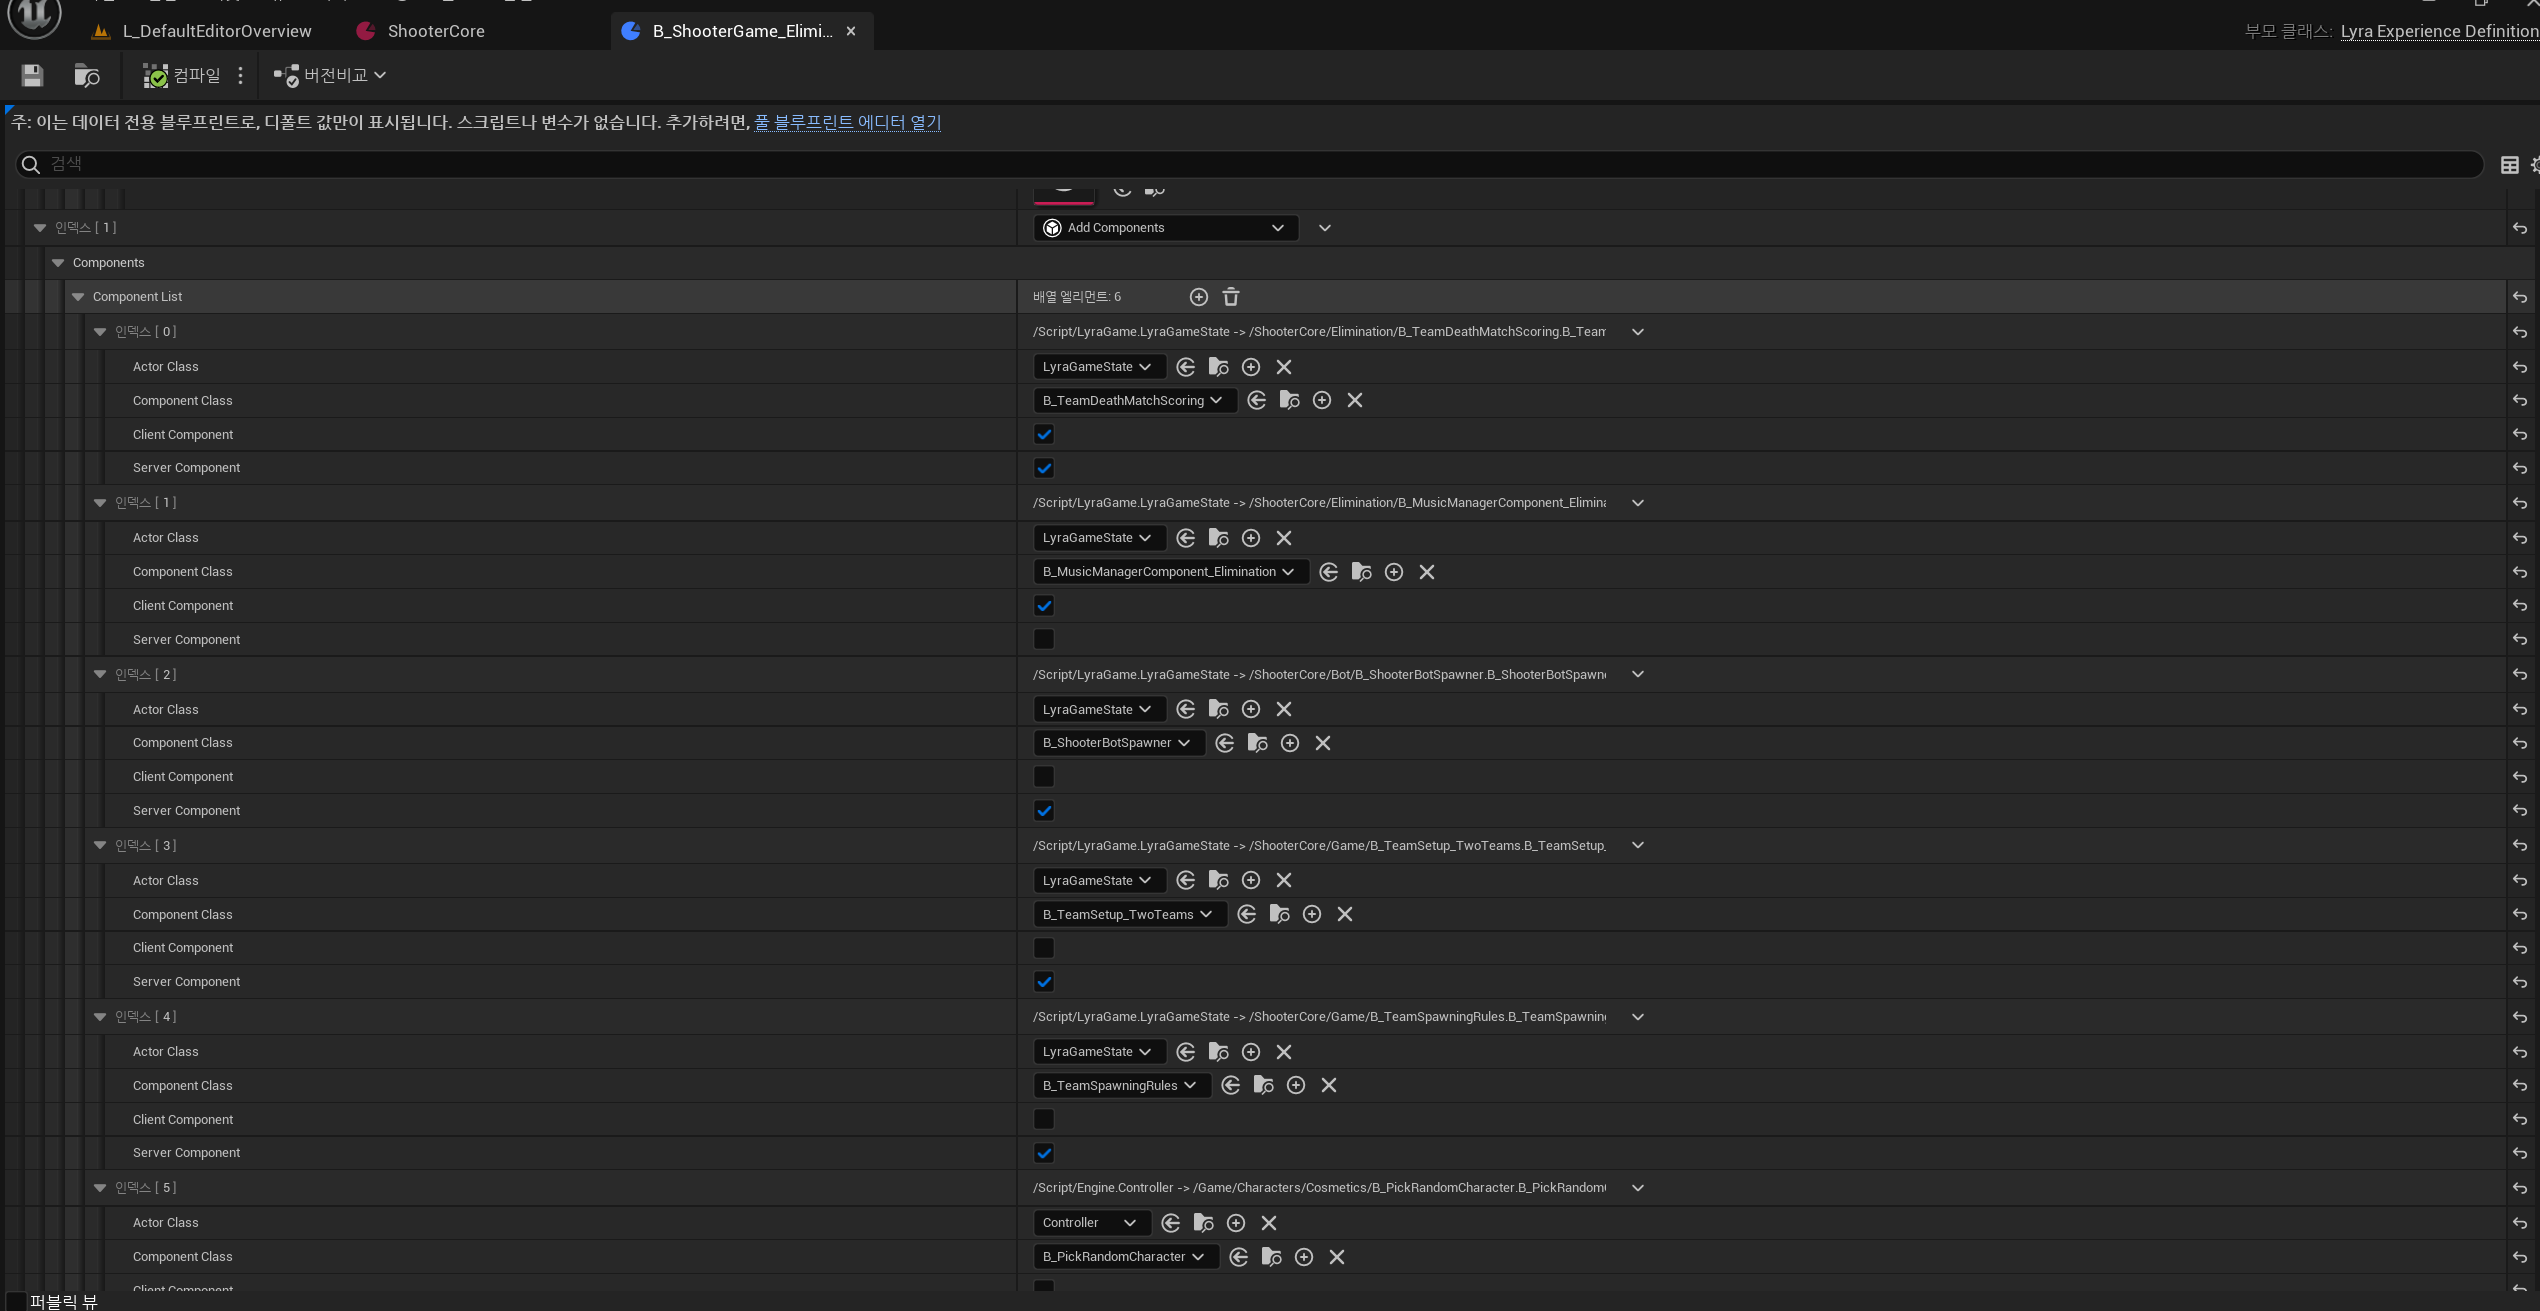 L_DefaultEditorOverview
ShooterCore
B_ShooterGame_Elimi...
부모 클래스: Lyra Experience Definition
컴파일
버전비교
주: 이는 데이터 전용 블루프린트로, 디폴트 값만이 표시됩니다. 스크립트나 변수가 없습니다. 추가하려면, 풀 블루프린트 에디터 열기
검색
인덱스 [ 1 ]
Add Components
Components
Component List
배열 엘리먼트: 6
인덱스 [ 0 ]
/Script/LyraGame.LyraGameState -> /ShooterCore/Elimination/B_TeamDeathMatchScoring.B_Team
Actor Class
LyraGameState
Component Class
B_TeamDeathMatchScoring
Client Component
Server Component
인덱스 [ 1 ]
/Script/LyraGame.LyraGameState -> /ShooterCore/Elimination/B_MusicManagerComponent_Elimina
Actor Class
LyraGameState
Component Class
B_MusicManagerComponent_Elimination
Client Component
Server Component
인덱스 [ 2 ]
/Script/LyraGame.LyraGameState -> /ShooterCore/Bot/B_ShooterBotSpawner.B_ShooterBotSpawne
Actor Class
LyraGameState
Component Class
B_ShooterBotSpawner
Client Component
Server Component
인덱스 [ 3 ]
/Script/LyraGame.LyraGameState -> /ShooterCore/Game/B_TeamSetup_TwoTeams.B_TeamSetup_
Actor Class
LyraGameState
Component Class
B_TeamSetup_TwoTeams
Client Component
Server Component
인덱스 [ 4 ]
/Script/LyraGame.LyraGameState -> /ShooterCore/Game/B_TeamSpawningRules.B_TeamSpawning
Actor Class
LyraGameState
Component Class
B_TeamSpawningRules
Client Component
Server Component
인덱스 [ 5 ]
/Script/Engine.Controller -> /Game/Characters/Cosmetics/B_PickRandomCharacter.B_PickRandom
Actor Class
Controller
Component Class
B_PickRandomCharacter
Client Component
퍼블릭 뷰